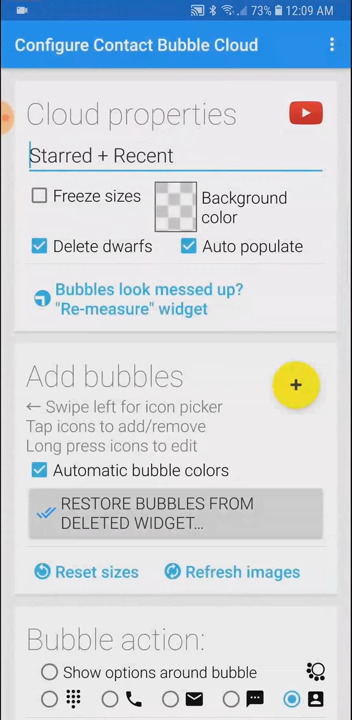 73% 12:09 AM
Configure Contact Bubble Cloud
Cloud properties
Starred + Recent
Freeze sizes
Background
color
Delete dwarfs
Auto populate
Bubbles look messed up?
"Re-measure" widget
Add bubbles
← Swipe left for icon picker
Tap icons to add/remove
Long press icons to edit
Automatic bubble colors
RESTORE BUBBLES FROM
DELETED WIDGET...
Reset sizes
Refresh images
Bubble action:
Show options around bubble